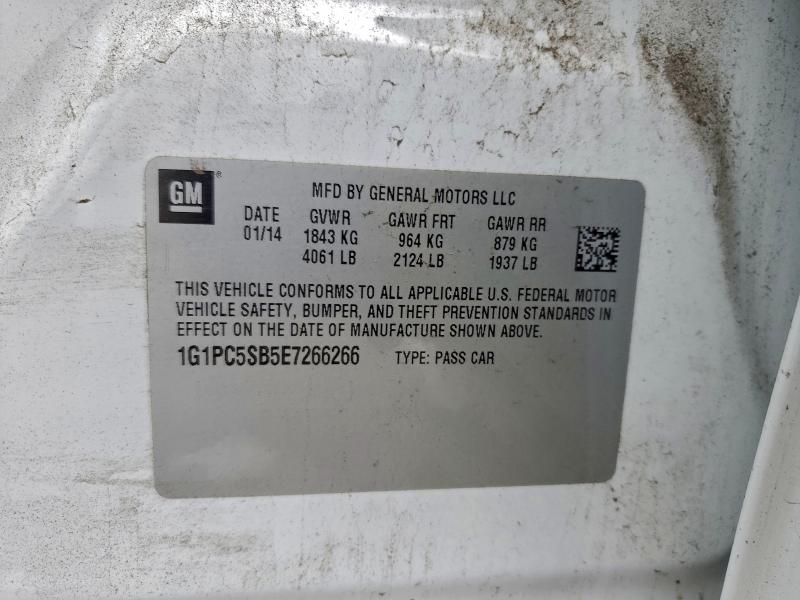 GM ®
MFD BY GENERAL MOTORS LLC
DATE GVWR GAWR FRT GAWR RR
01/14 1843 KG 964 KG 879 KG
4061 LB 2124 LB 1937 LB
THIS VEHICLE CONFORMS TO ALL APPLICABLE U.S. FEDERAL MOTOR
VEHICLE SAFETY, BUMPER, AND THEFT PREVENTION STANDARDS IN
EFFECT ON THE DATE OF MANUFACTURE SHOWN ABOVE.
1G1PC5SB5E7266266 TYPE: PASS CAR